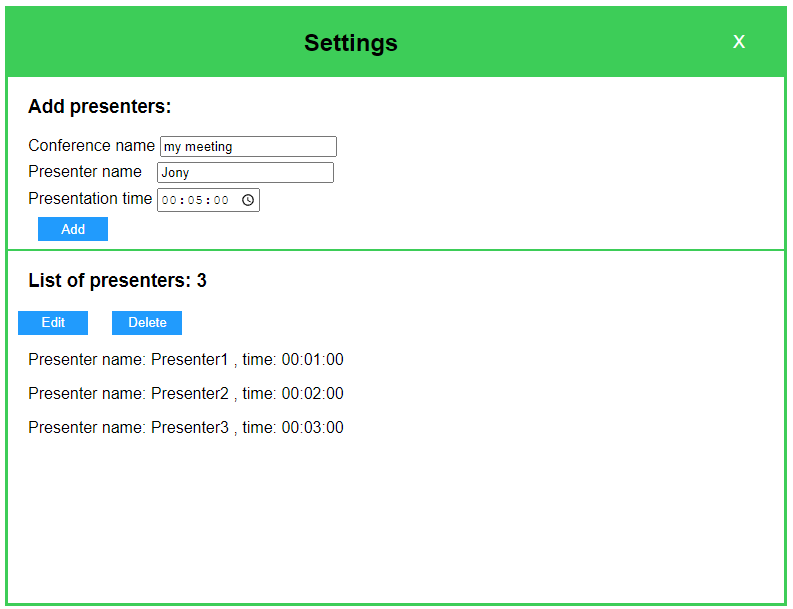 Settings X
Add presenters:
Conference name my meeting
Presenter name Jony
Presentation time 00:05:00
Add
List of presenters: 3
Edit Delete
Presenter name: Presenter1 , time: 00:01:00
Presenter name: Presenter2 , time: 00:02:00
Presenter name: Presenter3 , time: 00:03:00